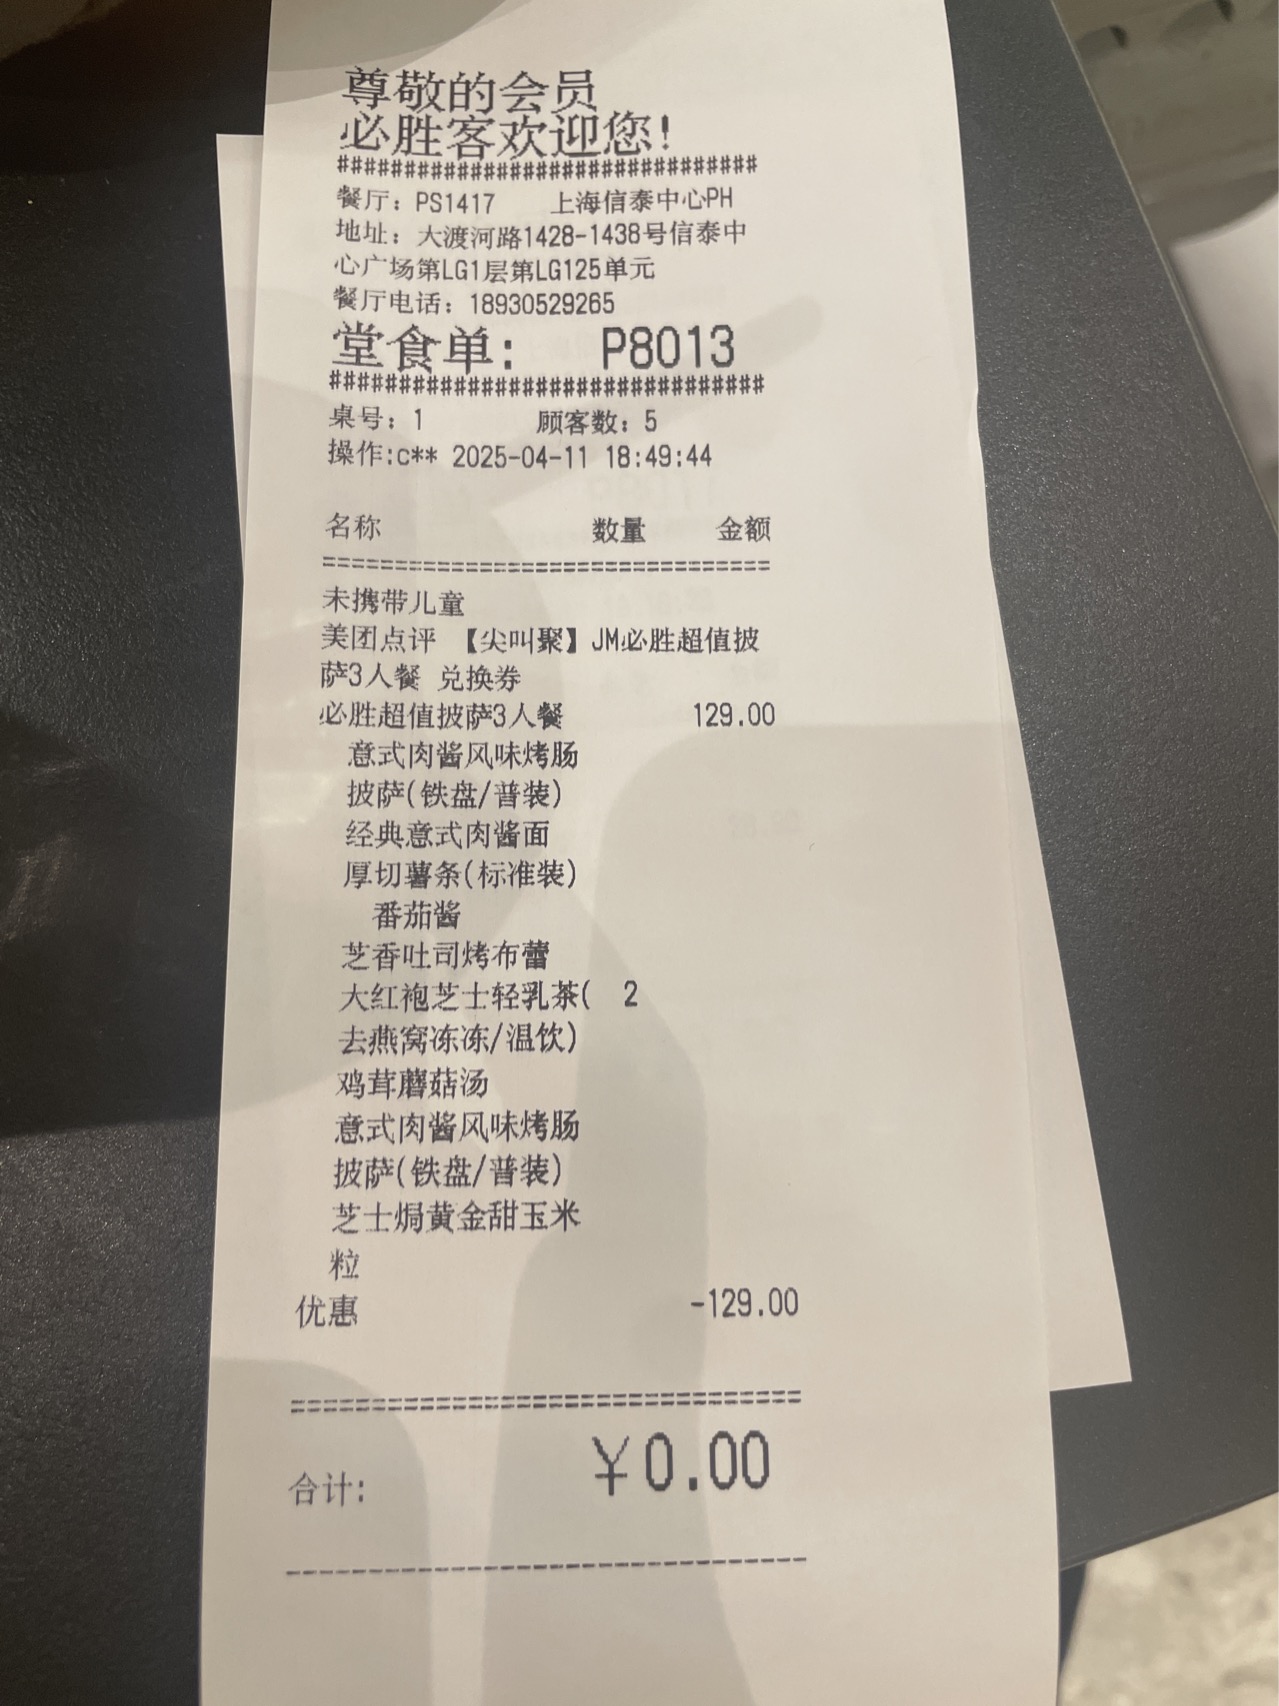 尊敬的会员
必胜客欢迎您!
################################
餐厅：PS1417 上海信泰中心PH
地址：大渡河路1428-1438号信泰中
心广场第LG1层第LG125单元
餐厅电话：18930529265
堂食单: P8013
################################
桌号：1 顾客数：5
操作:c** 2025-04-11 18:49:44
名称 数量 金额
================================
未携带儿童
美团点评 【尖叫聚】JM必胜超值披
萨3人餐 兑换券
必胜超值披萨3人餐 129.00
意式肉酱风味烤肠
披萨(铁盘/普装)
经典意式肉酱面
厚切薯条(标准装)
番茄酱
芝香吐司烤布蕾
大红袍芝士轻乳茶( 2
去燕窝冻冻/温饮)
鸡茸蘑菇汤
意式肉酱风味烤肠
披萨(铁盘/普装)
芝士焗黄金甜玉米
粒
优惠 -129.00
================================
合计: ￥0.00
--------------------------------